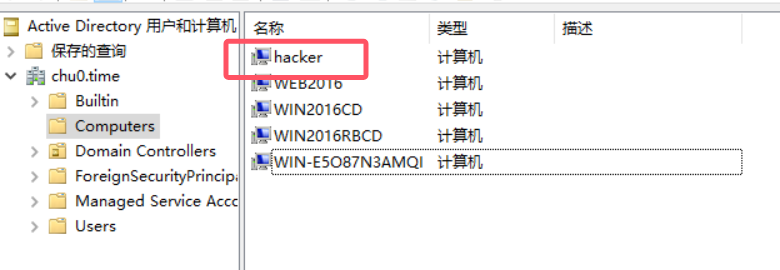 Active Directory 用户和计算机
保存的查询
chu0.time
Builtin
Computers
Domain Controllers
ForeignSecurityPrincipa
Managed Service Acco
Users
名称 类型 描述
hacker 计算机
WEB2016 计算机
WIN2016CD 计算机
WIN2016RBCD 计算机
WIN-E5O87N3AMQI 计算机